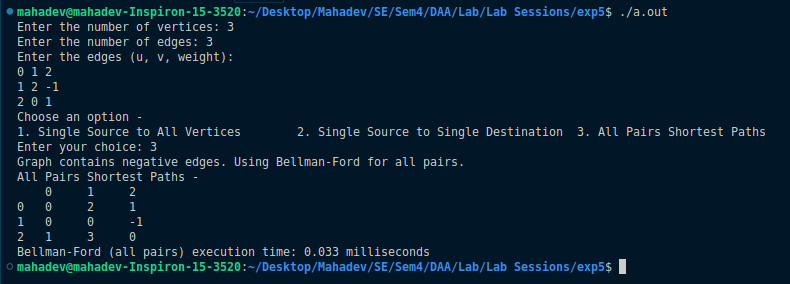 mahadev@mahadev-Inspiron-15-3520:~/Desktop/Mahadev/SE/Sem4/DAA/Lab/Lab Sessions/exp5$ ./a.out
Enter the number of vertices: 3
Enter the number of edges: 3
Enter the edges (u, v, weight):
0 1 2
1 2 -1
2 0 1
Choose an option -
1. Single Source to All Vertices        2. Single Source to Single Destination  3. All Pairs Shortest Paths
Enter your choice: 3
Graph contains negative edges. Using Bellman-Ford for all pairs.
All Pairs Shortest Paths -
    0     1     2
0   0     2     1
1   0     0     -1
2   1     3     0
Bellman-Ford (all pairs) execution time: 0.033 milliseconds
mahadev@mahadev-Inspiron-15-3520:~/Desktop/Mahadev/SE/Sem4/DAA/Lab/Lab Sessions/exp5$